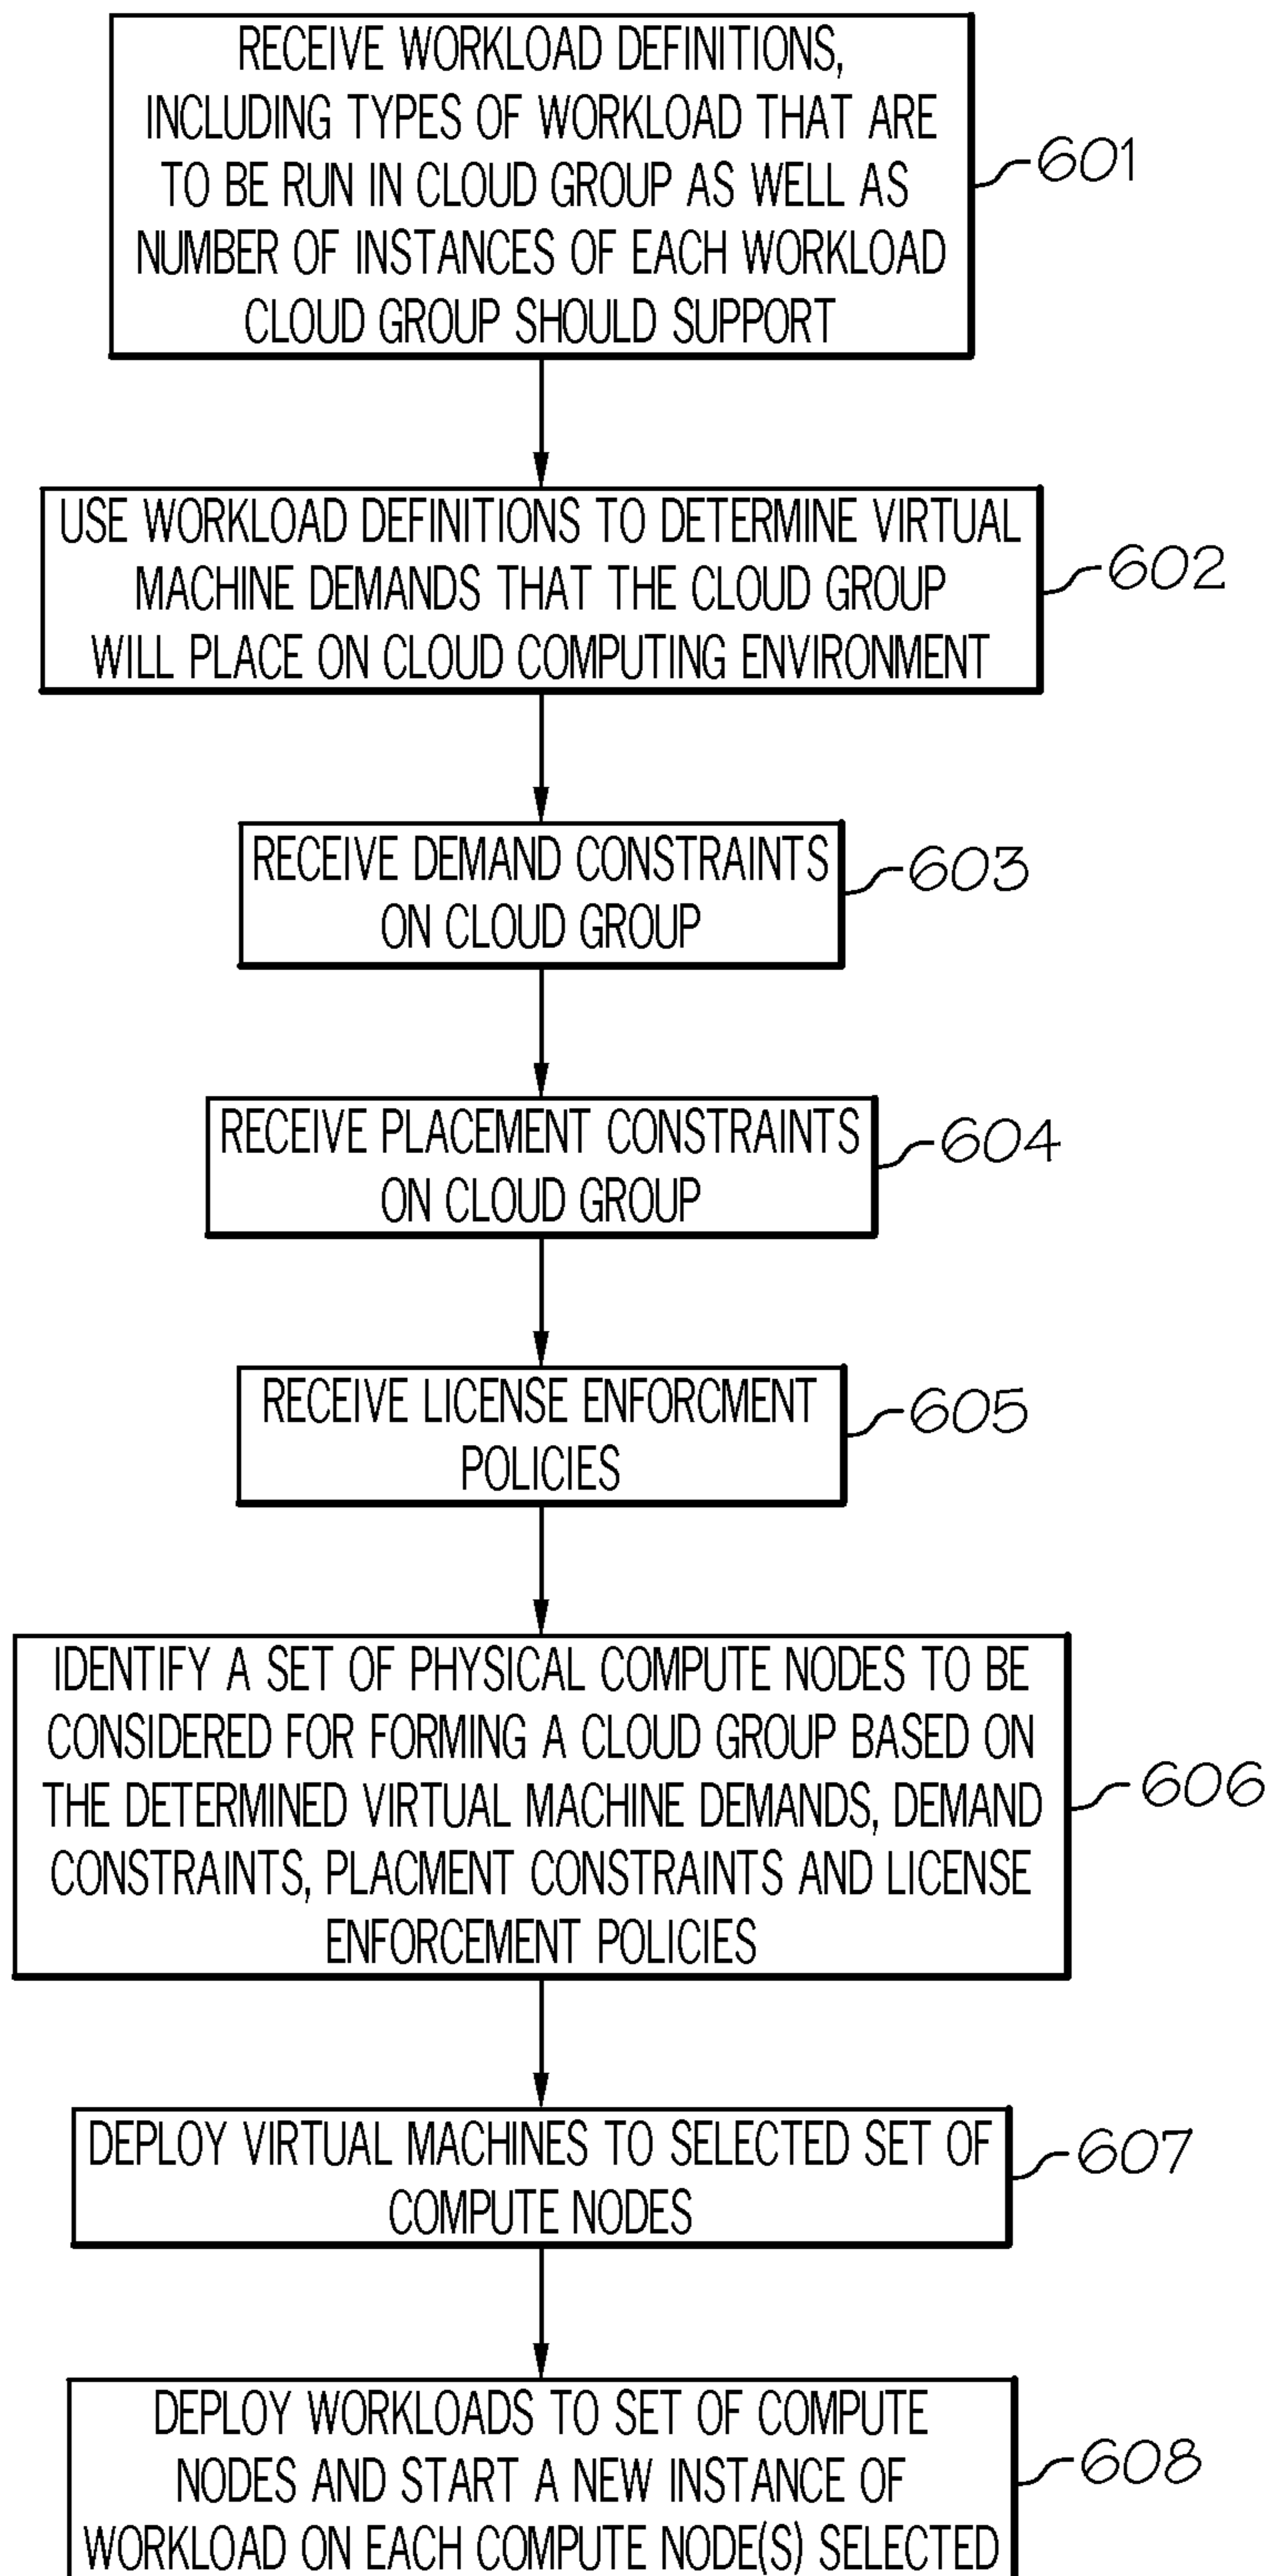 RECEIVE WORKLOAD DEFINITIONS,
INCLUDING TYPES OF WORKLOAD THAT ARE
TO BE RUN IN CLOUD GROUP AS WELL AS
NUMBER OF INSTANCES OF EACH WORKLOAD
CLOUD GROUP SHOULD SUPPORT
601
USE WORKLOAD DEFINITIONS TO DETERMINE VIRTUAL
MACHINE DEMANDS THAT THE CLOUD GROUP
WILL PLACE ON CLOUD COMPUTING ENVIRONMENT
602
RECEIVE DEMAND CONSTRAINTS
ON CLOUD GROUP
603
RECEIVE PLACEMENT CONSTRAINTS
ON CLOUD GROUP
604
RECEIVE LICENSE ENFORCMENT
POLICIES
605
IDENTIFY A SET OF PHYSICAL COMPUTE NODES TO BE
CONSIDERED FOR FORMING A CLOUD GROUP BASED ON
THE DETERMINED VIRTUAL MACHINE DEMANDS, DEMAND
CONSTRAINTS, PLACMENT CONSTRAINTS AND LICENSE
ENFORCEMENT POLICIES
606
DEPLOY VIRTUAL MACHINES TO SELECTED SET OF
COMPUTE NODES
607
DEPLOY WORKLOADS TO SET OF COMPUTE
NODES AND START A NEW INSTANCE OF
WORKLOAD ON EACH COMPUTE NODE(S) SELECTED
608